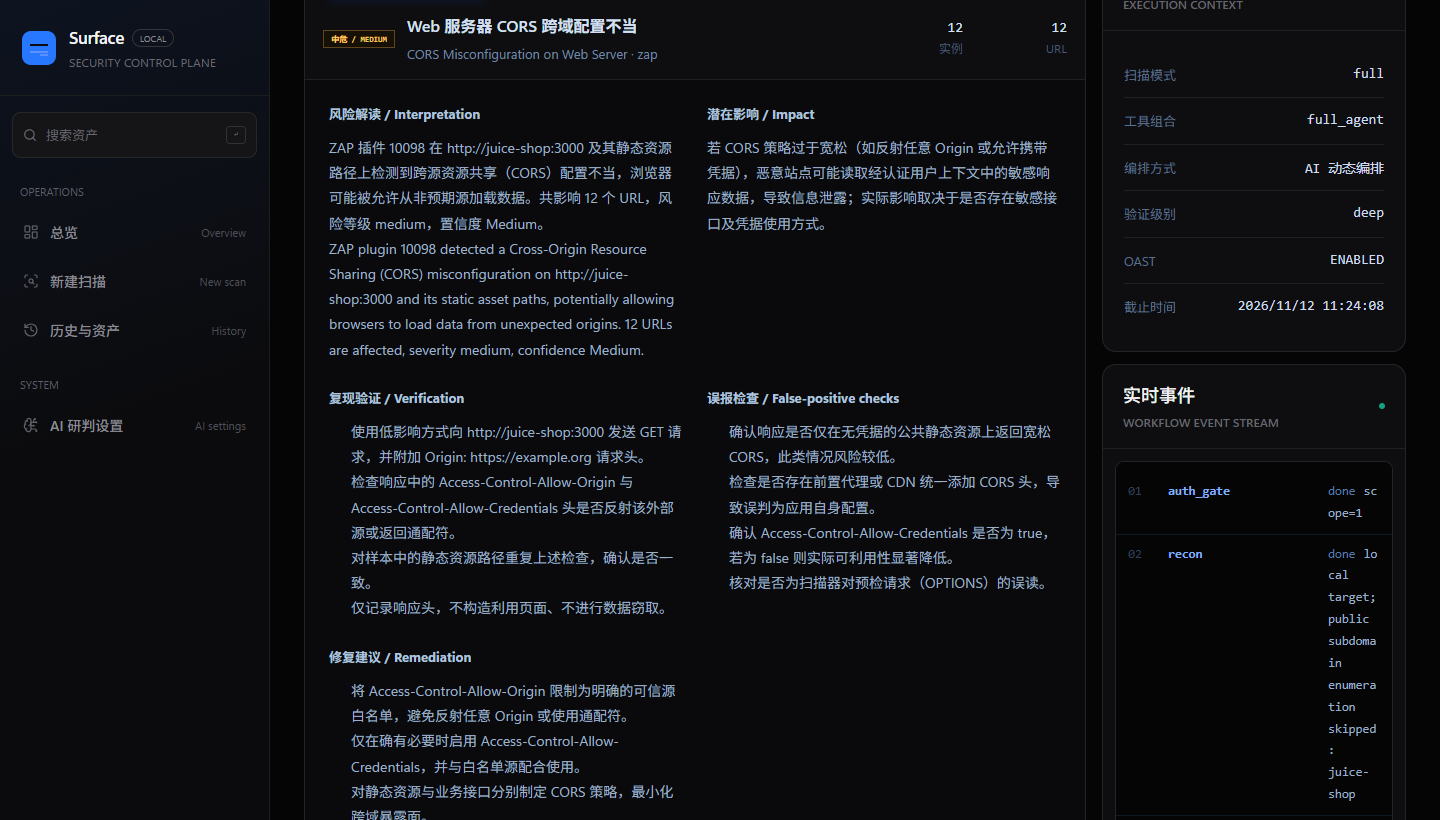 Surface
LOCAL
SECURITY CONTROL PLANE
搜索资产
OPERATIONS
总览
Overview
新建扫描
New scan
历史与资产
History
SYSTEM
AI 研判设置
AI settings
中危 / MEDIUM
Web 服务器 CORS 跨域配置不当
CORS Misconfiguration on Web Server · zap
12
实例
12
URL
风险解读 / Interpretation
ZAP 插件 10098 在 http://juice-shop:3000 及其静态资源
路径上检测到跨源资源共享（CORS）配置不当，浏览器
可能被允许从非预期源加载数据。共影响 12 个 URL，风
险等级 medium，置信度 Medium。
ZAP plugin 10098 detected a Cross-Origin Resource
Sharing (CORS) misconfiguration on http://juice-
shop:3000 and its static asset paths, potentially allowing
browsers to load data from unexpected origins. 12 URLs
are affected, severity medium, confidence Medium.
潜在影响 / Impact
若 CORS 策略过于宽松（如反射任意 Origin 或允许携带
凭据），恶意站点可能读取经认证用户上下文中的敏感响
应数据，导致信息泄露；实际影响取决于是否存在敏感接
口及凭据使用方式。
复现验证 / Verification
使用低影响方式向 http://juice-shop:3000 发送 GET 请
求，并附加 Origin: https://example.org 请求头。
检查响应中的 Access-Control-Allow-Origin 与
Access-Control-Allow-Credentials 头是否反射该外部
源或返回通配符。
对样本中的静态资源路径重复上述检查，确认是否一
致。
仅记录响应头，不构造利用页面、不进行数据窃取。
误报检查 / False-positive checks
确认响应是否仅在无凭据的公共静态资源上返回宽松
CORS，此类情况风险较低。
检查是否存在前置代理或 CDN 统一添加 CORS 头，导
致误判为应用自身配置。
确认 Access-Control-Allow-Credentials 是否为 true，
若为 false 则实际可利用性显著降低。
核对是否为扫描器对预检请求（OPTIONS）的误读。
修复建议 / Remediation
将 Access-Control-Allow-Origin 限制为明确的可信源
白名单，避免反射任意 Origin 或使用通配符。
仅在确有必要时启用 Access-Control-Allow-
Credentials，并与白名单源配合使用。
对静态资源与业务接口分别制定 CORS 策略，最小化
跨域暴露面。
EXECUTION CONTEXT
扫描模式
full
工具组合
full_agent
编排方式
AI 动态编排
验证级别
deep
OAST
ENABLED
截止时间
2026/11/12 11:24:08
实时事件
WORKFLOW EVENT STREAM
01
auth_gate
done sc
ope=1
02
recon
done lo
cal
target;
public
subdoma
in
enumera
tion
skipped
:
juice-
shop